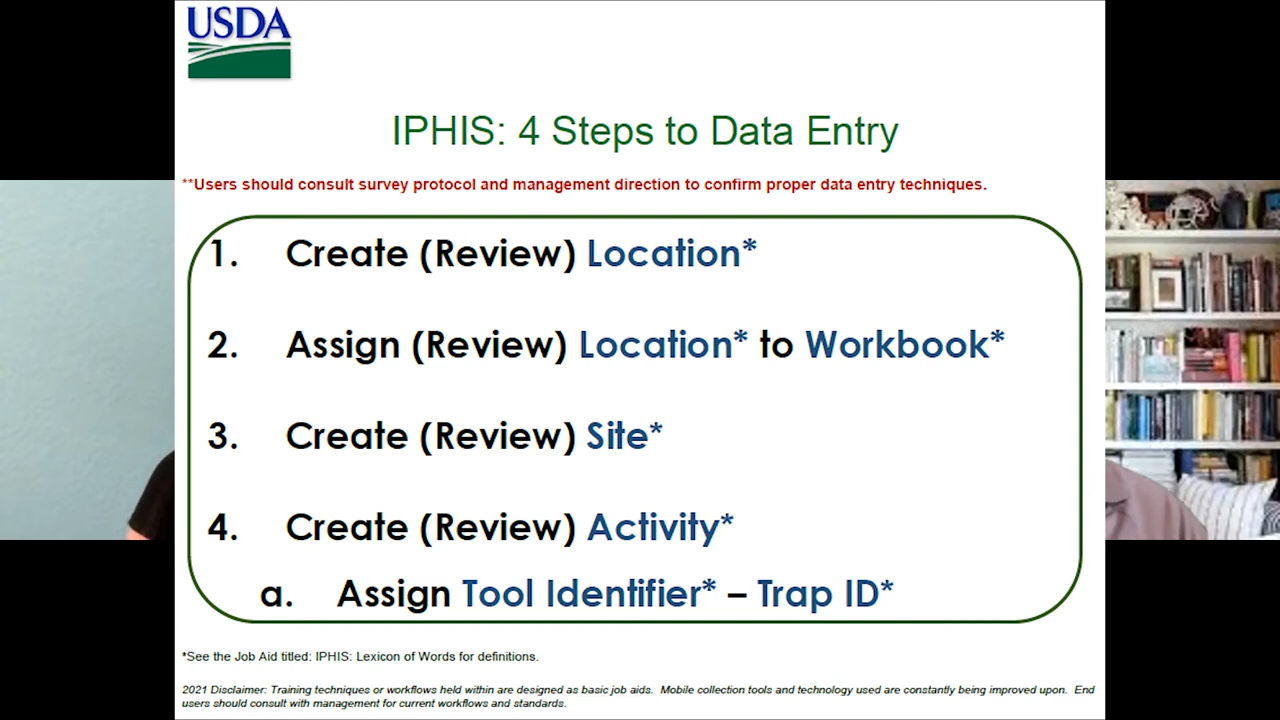 USDA
IPHIS: 4 Steps to Data Entry
**Users should consult survey protocol and management direction to confirm proper data entry techniques.
1. Create (Review) Location*
2. Assign (Review) Location* to Workbook*
3. Create (Review) Site*
4. Create (Review) Activity*
a. Assign Tool Identifier* – Trap ID*
*See the Job Aid titled: IPHIS: Lexicon of Words for definitions.
2021 Disclaimer: Training techniques or workflows held within are designed as basic job aids. Mobile collection tools and technology used are constantly being improved upon. End
users should consult with management for current workflows and standards.